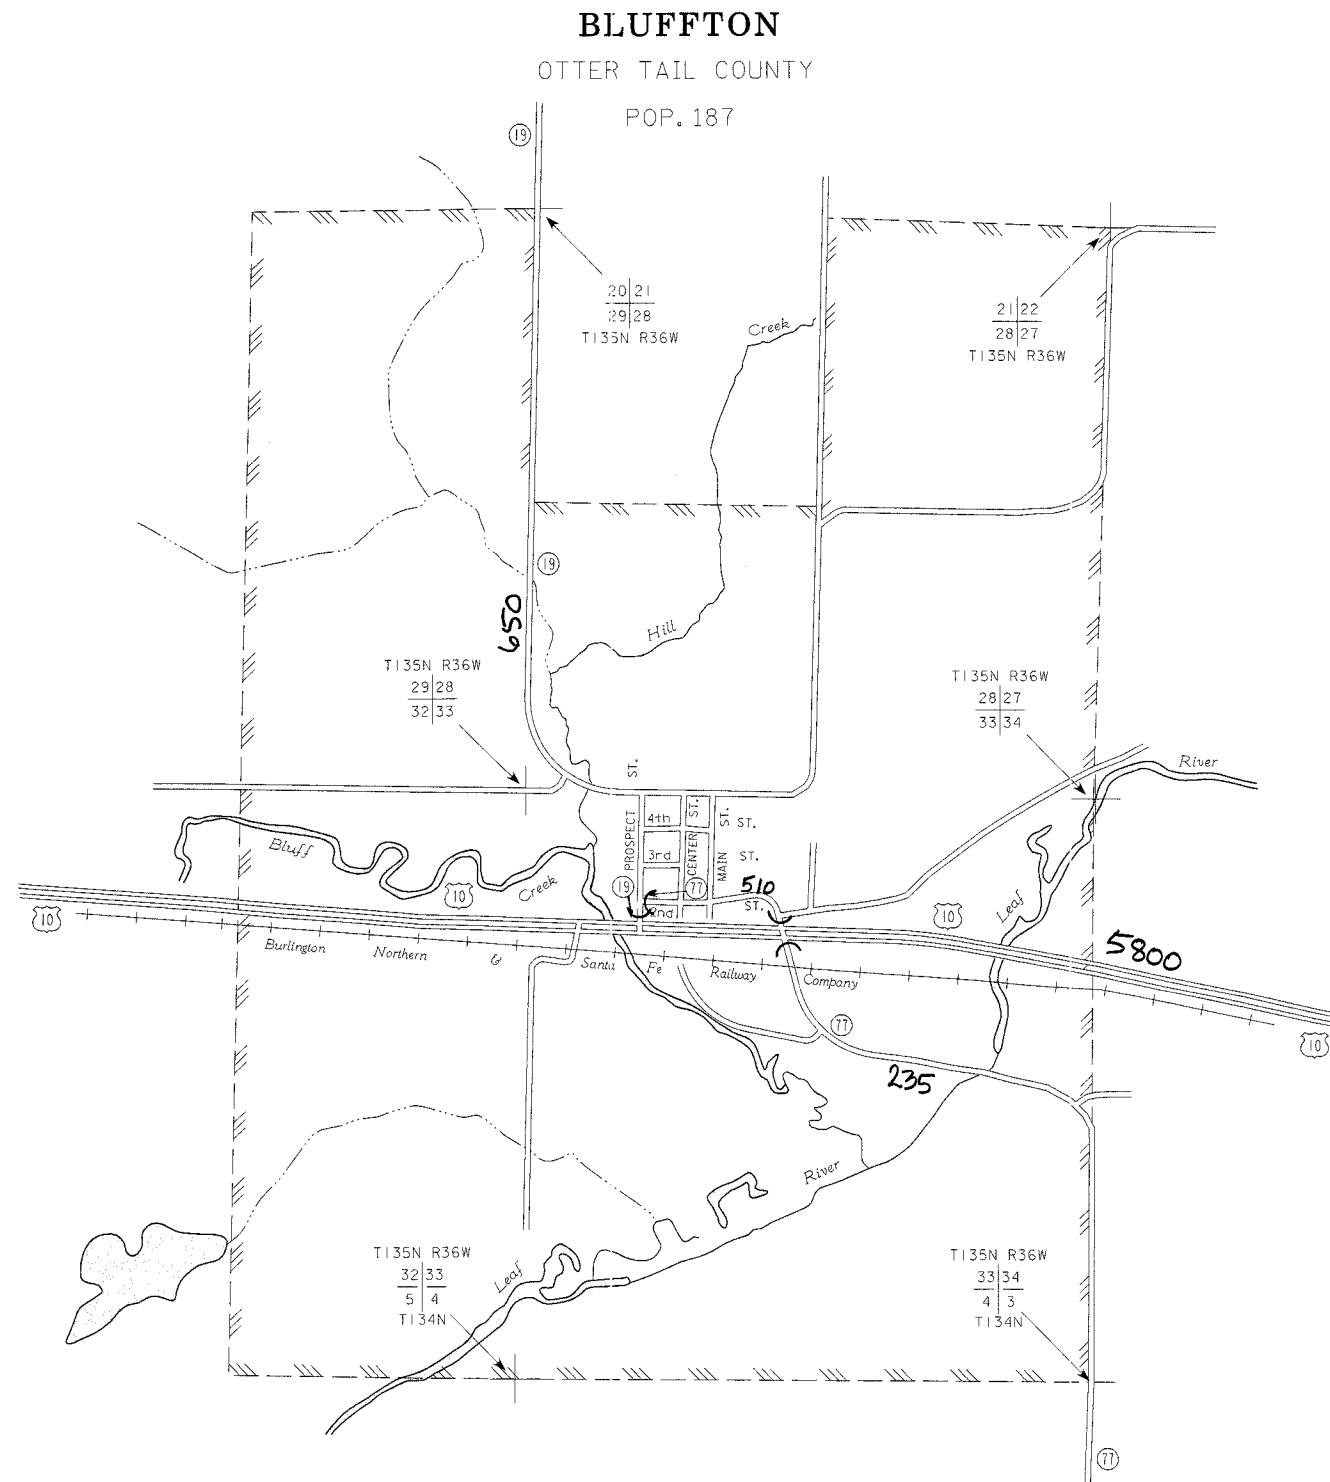 BLUFFTON
OTTER TAIL COUNTY
POP. 187
19
20 21
29 28
T135N R36W
21 22
28 27
T135N R36W
Creek
19
650
Hill
T135N R36W
29 28
32 33
T135N R36W
28 27
33 34
River
ST.
ST.
ST.
ST.
4th
PROSPECT
CENTER
MAIN
3rd
ST.
Bluff
Creek
10
19
77
510
2nd
ST.
10
Leaf
10
5800
Burlington Northern & Santa Fe Railway Company
77
10
235
River
T135N R36W
32 33
5 4
T134N
Leaf
T135N R36W
33 34
4 3
T134N
77